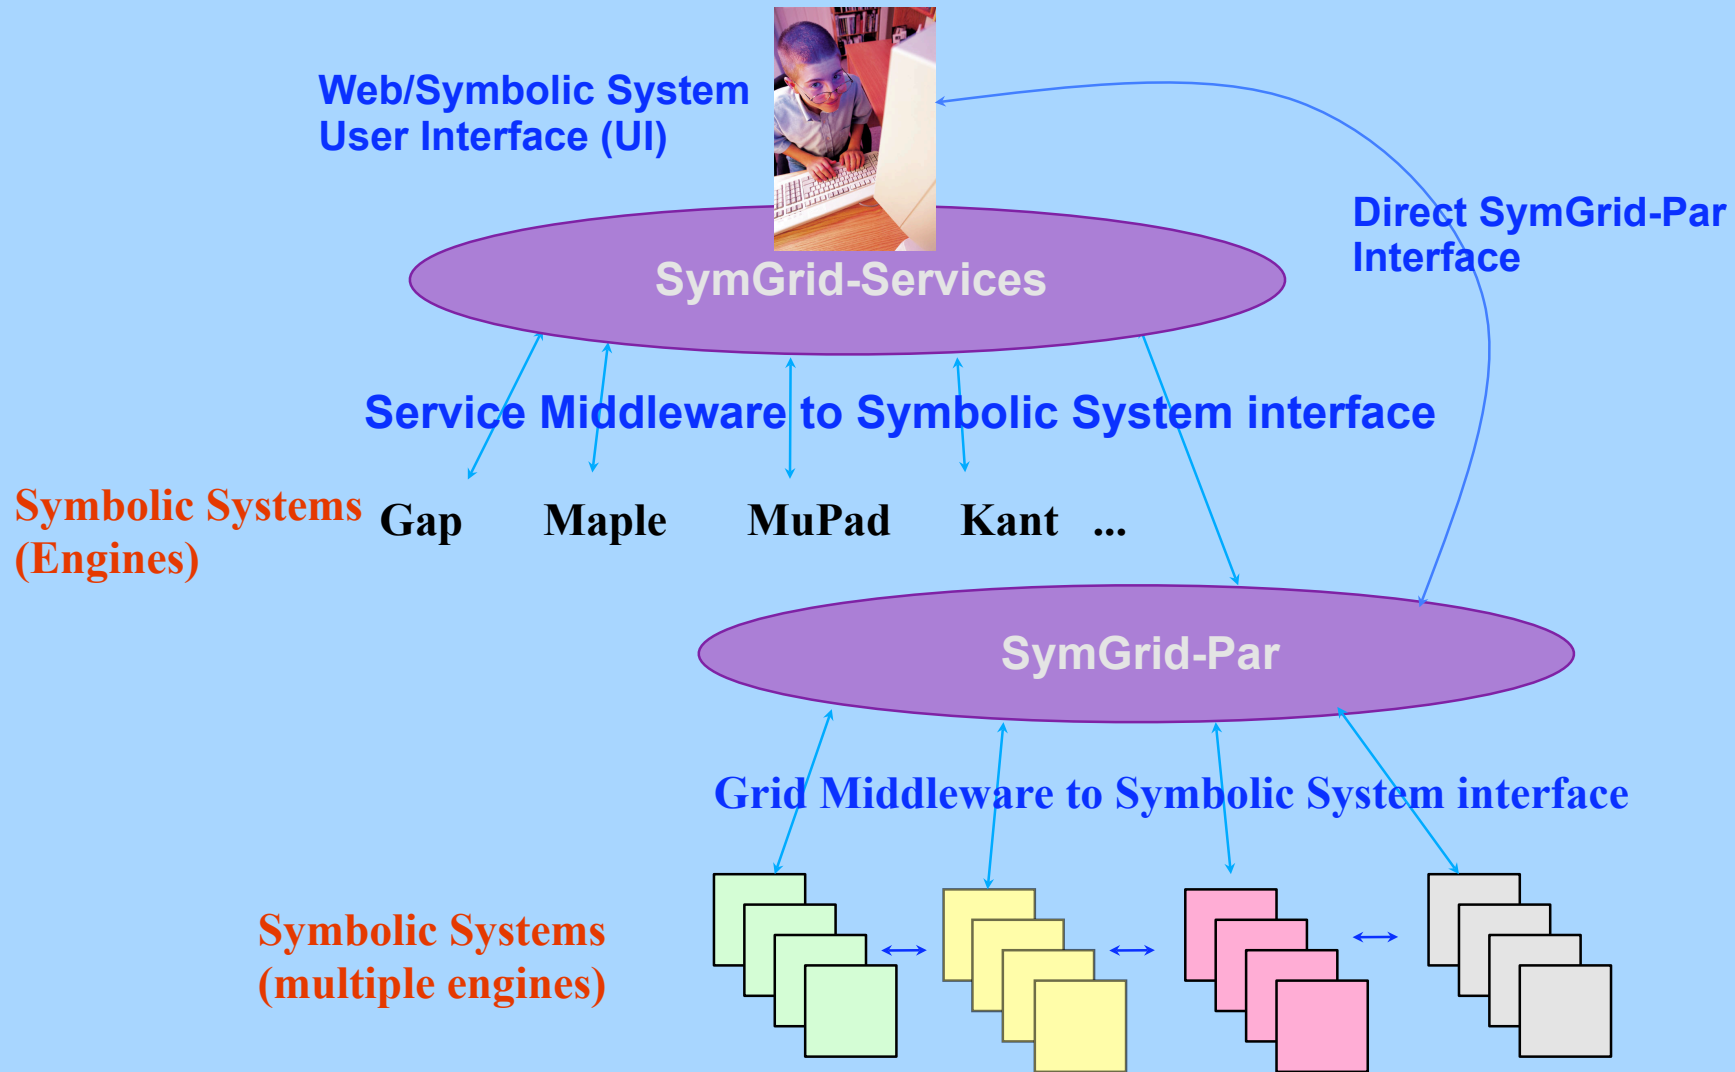 Web/Symbolic System
User Interface (UI)
Direct SymGrid-Par
Interface
SymGrid-Services
Service Middleware to Symbolic System interface
Symbolic Systems
(Engines)
Gap Maple MuPad Kant ...
SymGrid-Par
Grid Middleware to Symbolic System interface
Symbolic Systems
(multiple engines)